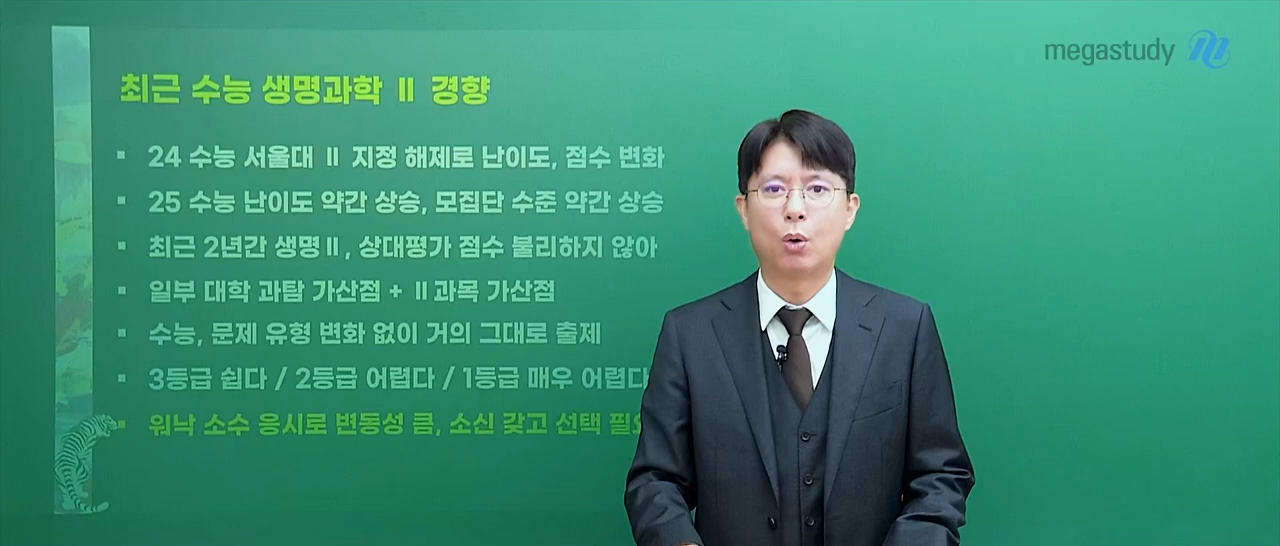 megastudy
최근 수능 생명과학 Ⅱ 경향
24 수능 서울대 Ⅱ 지정 해제로 난이도, 점수 변화
25 수능 난이도 약간 상승, 모집단 수준 약간 상승
최근 2년간 생명Ⅱ, 상대평가 점수 불리하지 않아
일부 대학 과탐 가산점 + Ⅱ과목 가산점
수능, 문제 유형 변화 없이 거의 그대로 출제
3등급 쉽다 / 2등급 어렵다 / 1등급 매우 어렵다
워낙 소수 응시로 변동성 큼, 소신 갖고 선택